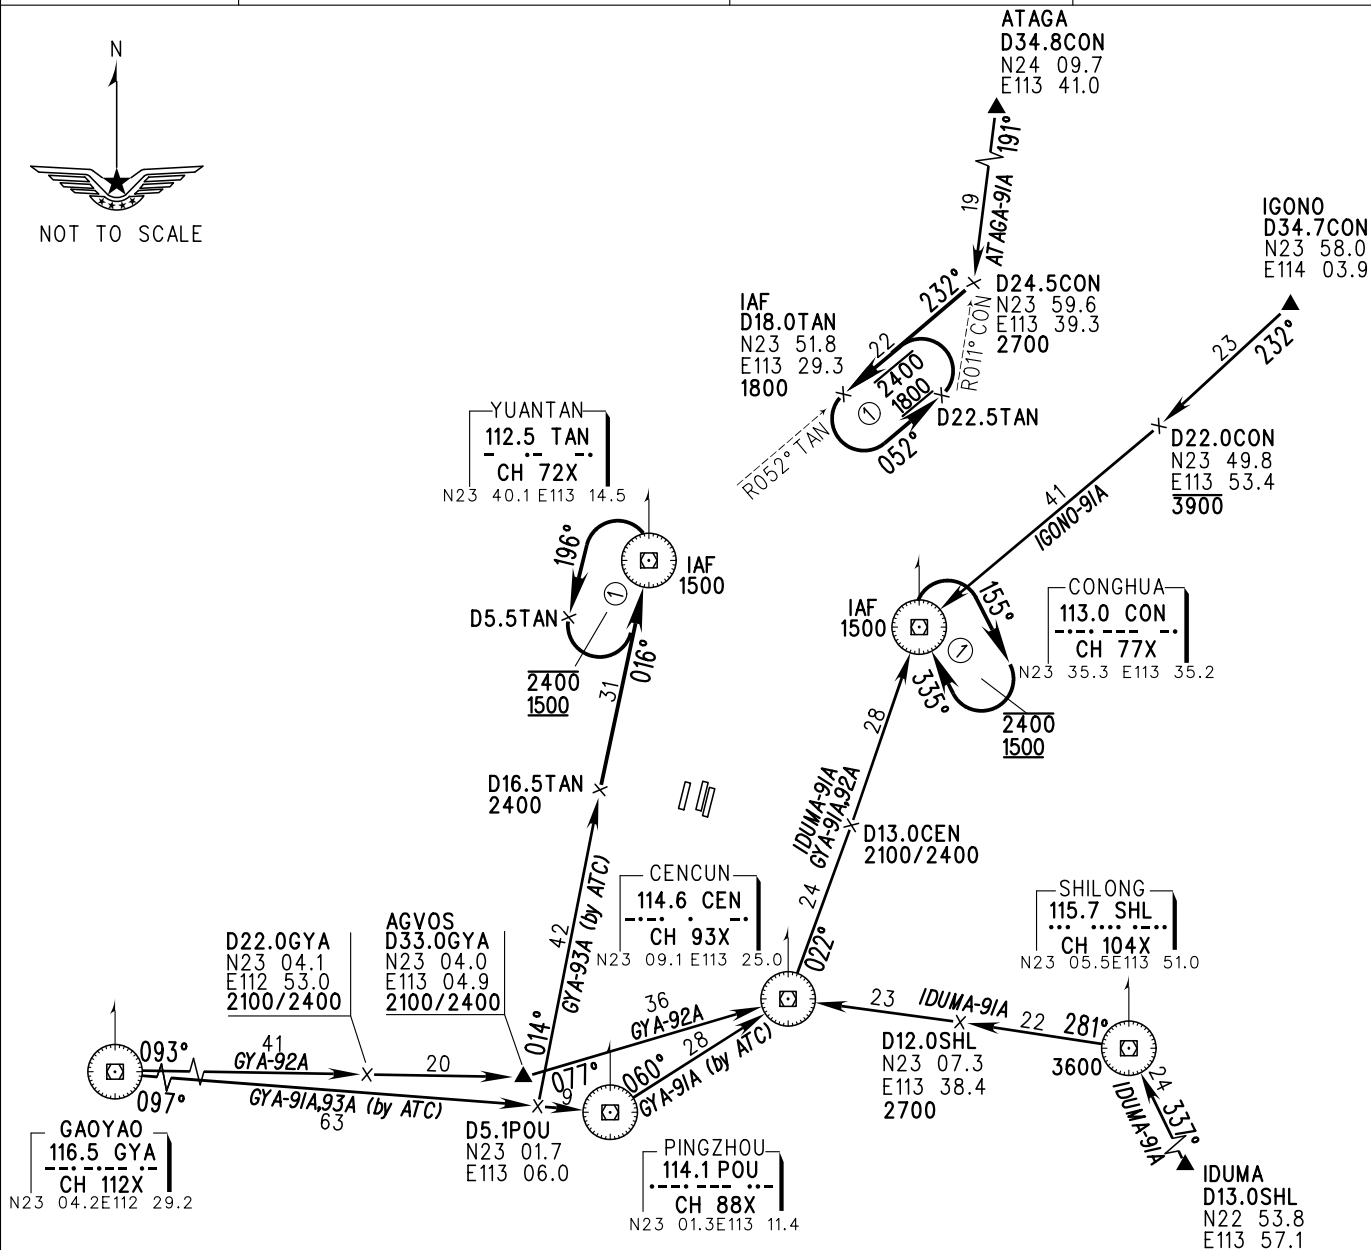 N
NOT TO SCALE
ATAGA
D34.8CON
N24 09.7
E113 41.0
191°
19
ATAGA-91A
IGONO
D34.7CON
N23 58.0
E114 03.9
23
232°
IAF
D18.0TAN
N23 51.8
E113 29.3
1800
232°
22
D24.5CON
N23 59.6
E113 39.3
2700
R011° CON
2400
1800
1
D22.5TAN
052°
R052° TAN
D22.0CON
N23 49.8
E113 53.4
3900
41
IGONO-91A
YUANTAN
112.5 TAN
CH 72X
N23 40.1 E113 14.5
196°
1
IAF
1500
D5.5TAN
016°
2400
1500
31
D16.5TAN
2400
IAF
1500
155°
1
335°
CONGHUA
113.0 CON
CH 77X
N23 35.3 E113 35.2
2400
1500
28
IDUMA-91A
GYA-91A,92A
D13.0CEN
2100/2400
24
022°
CENCUN
114.6 CEN
CH 93X
N23 09.1 E113 25.0
SHILONG
115.7 SHL
CH 104X
N23 05.5E113 51.0
42
GYA-93A (by ATC)
014°
AGVOS
D33.0GYA
N23 04.0
E113 04.9
2100/2400
D22.0GYA
N23 04.1
E112 53.0
2100/2400
36
GYA-92A
28
GYA-91A (by ATC)
23
IDUMA-91A
22
281°
3600
D12.0SHL
N23 07.3
E113 38.4
2700
093°
41
GYA-92A
20
077°
060°
9
097°
GYA-91A,93A (by ATC)
63
GAOYAO
116.5 GYA
CH 112X
N23 04.2E112 29.2
D5.1POU
N23 01.7
E113 06.0
PINGZHOU
114.1 POU
CH 88X
N23 01.3E113 11.4
24
337°
IDUMA-91A
IDUMA
D13.0SHL
N22 53.8
E113 57.1